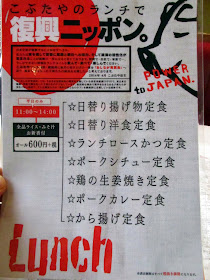 こぶたやのランチで
復興ニッポン。
POWER
to JAPAN.
平日限定
11:00~14:00
全品ライス・みそ汁
お新香付
オール600円+税
☆日替り揚げ物定食
☆日替り洋食定食
☆ランチロースかつ定食
☆ポークシチュー定食
☆鶏の生姜焼き定食
☆ポークカレー定食
☆から揚げ定食
Lunch